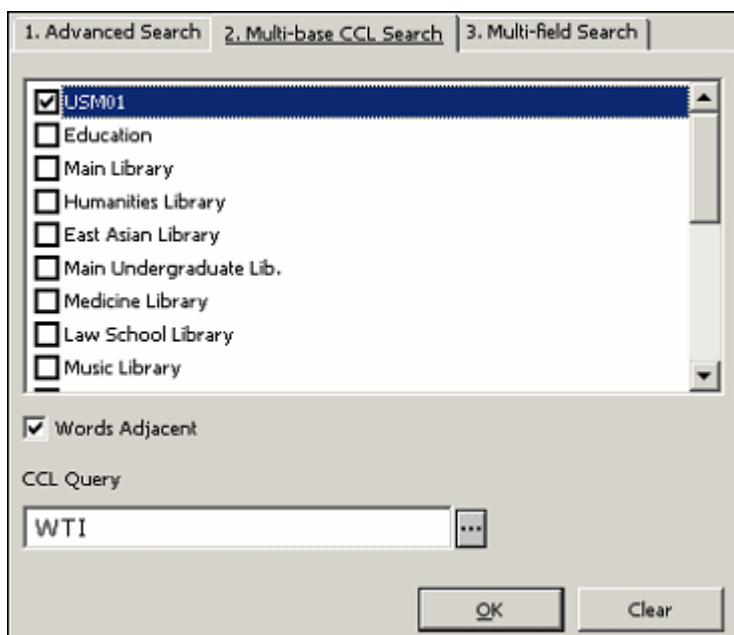 1. Advanced Search 2. Multi-base CCL Search 3. Multi-field Search
USM01
Education
Main Library
Humanities Library
East Asian Library
Main Undergraduate Lib.
Medicine Library
Law School Library
Music Library
Words Adjacent
CCL Query
WTI ...
OK Clear